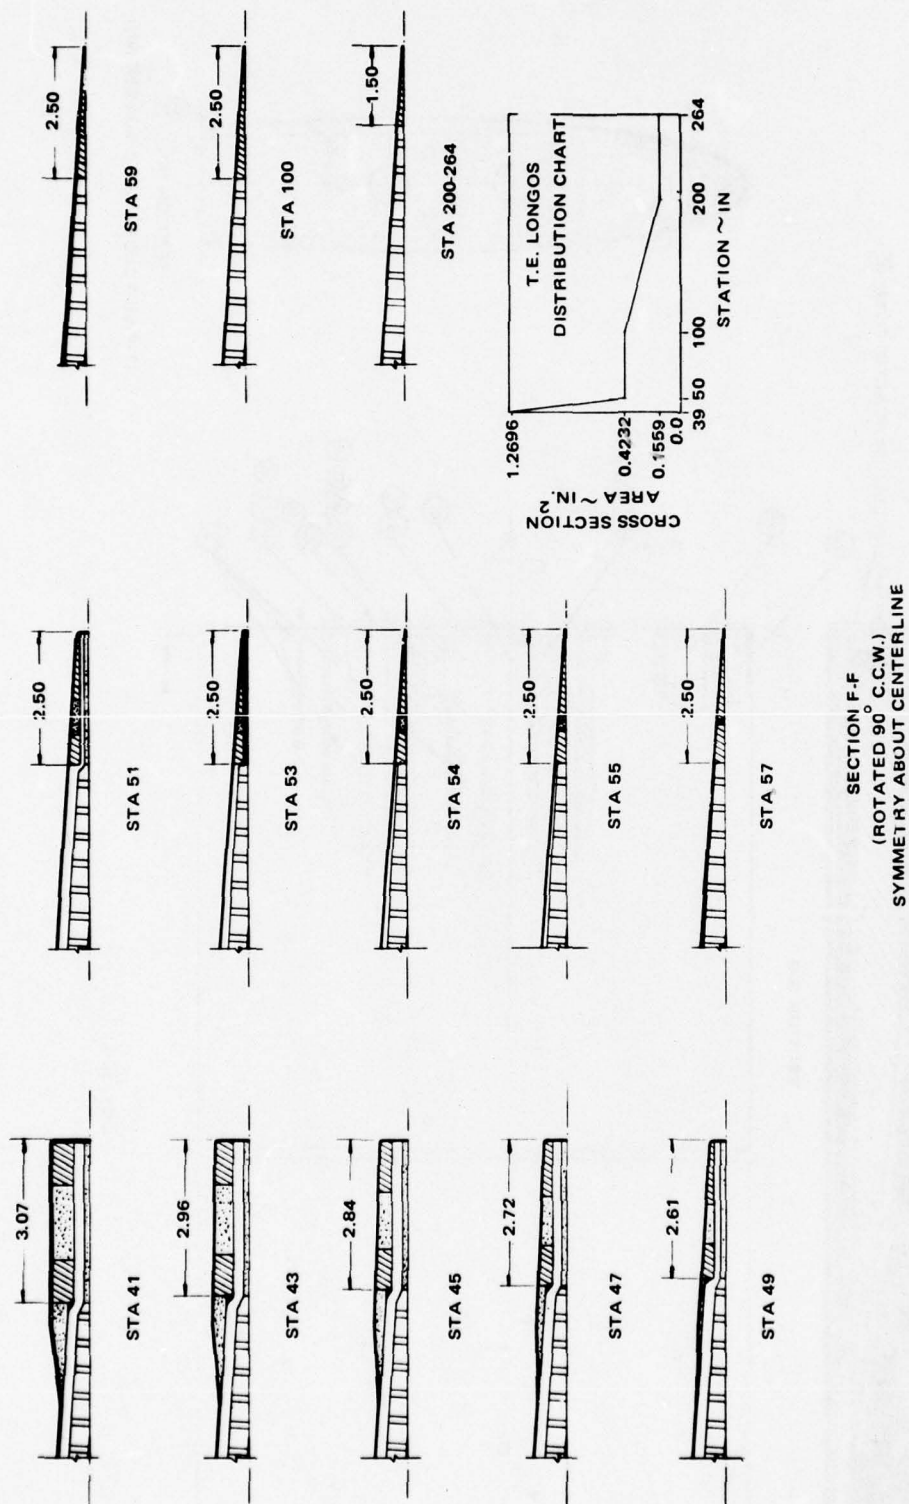 3.07
STA 41
2.96
STA 43
2.84
STA 45
2.72
STA 47
2.61
STA 49
2.50
STA 51
2.50
STA 53
2.50
STA 54
2.50
STA 55
2.50
STA 57
2.50
STA 59
2.50
STA 100
1.50
STA 200-264
T.E. LONGOS
DISTRIBUTION CHART
CROSS SECTION
AREA ~ IN.²
1.2696
0.4232
0.1559
0.0
39 50 100 200 264
STATION ~ IN
SECTION F-F
(ROTATED 90° C.C.W.)
SYMMETRY ABOUT CENTERLINE